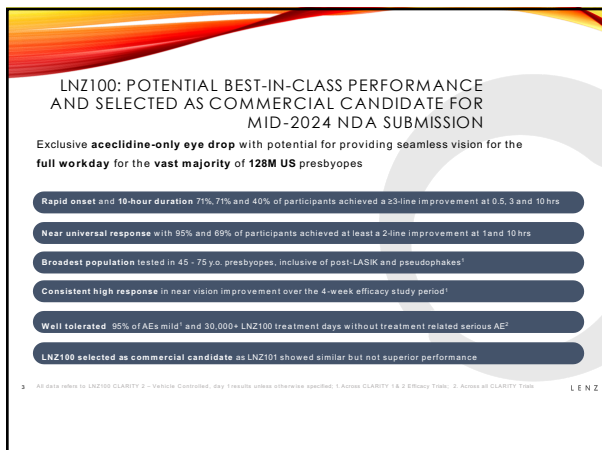 LNZ100: POTENTIAL BEST-IN-CLASS PERFORMANCE
AND SELECTED AS COMMERCIAL CANDIDATE FOR
MID-2024 NDA SUBMISSION
Exclusive aceclidine-only eye drop with potential for providing seamless vision for the
full workday for the vast majority of 128M US presbyopes
Rapid onset and 10-hour duration 71%, 71% and 40% of participants achieved a ≥3-line improvement at 0.5, 3 and 10 hrs
Near universal response with 95% and 69% of participants achieved at least a 2-line improvement at 1 and 10 hrs
Broadest population tested in 45 - 75 y.o. presbyopes, inclusive of post-LASIK and pseudophakes¹
Consistent high response in near vision improvement over the 4-week efficacy study period¹
Well tolerated 95% of AEs mild¹ and 30,000+ LNZ100 treatment days without treatment related serious AE²
LNZ100 selected as commercial candidate as LNZ101 showed similar but not superior performance
3 All data refers to LNZ100 CLARITY 2 – Vehicle Controlled, day 1 results unless otherwise specified; 1. Across CLARITY 1 & 2 Efficacy Trials; 2. Across all CLARITY Trials LENZ